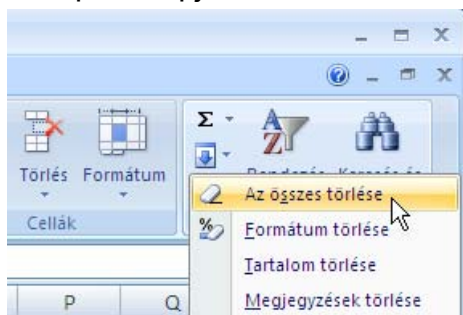 Törlés Formátum
Cellák
Σ
Az összes törlése
Formátum törlése
Tartalom törlése
Megjegyzések törlése
P Q